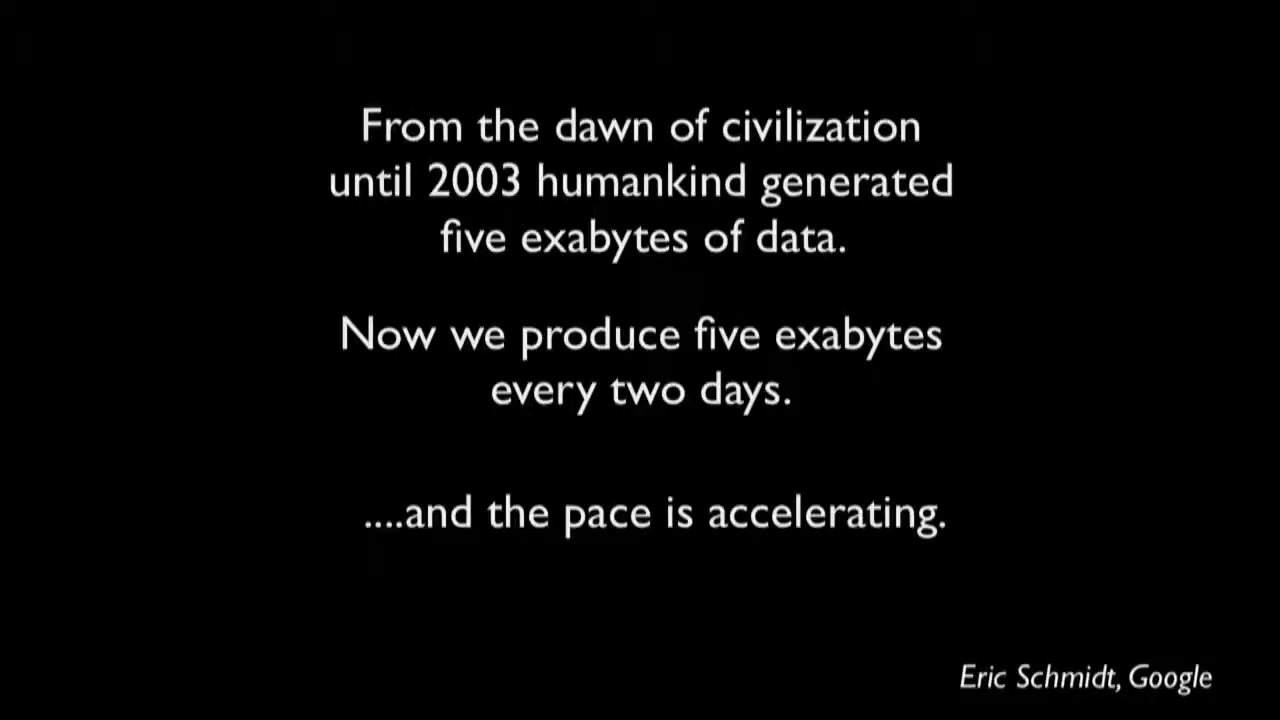 From the dawn of civilization
until 2003 humankind generated
five exabytes of data.
Now we produce five exabytes
every two days.
....and the pace is accelerating.
Eric Schmidt, Google